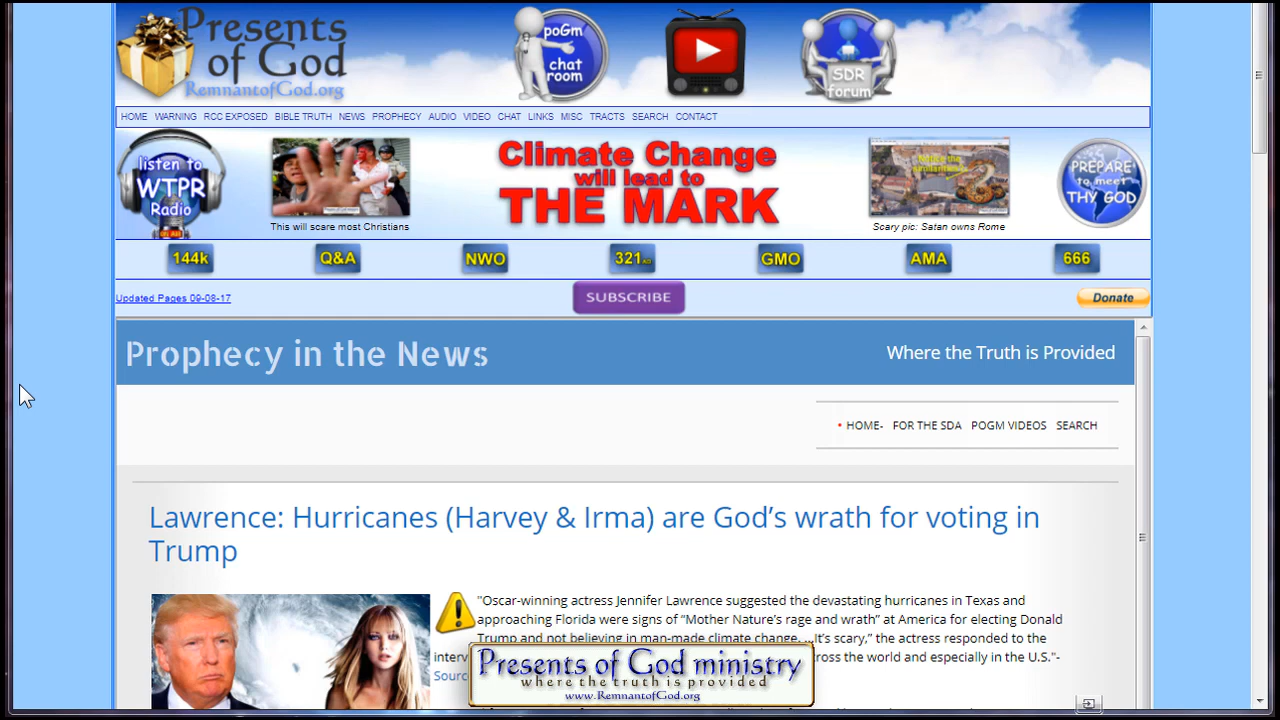 Presents
of God
RemnantofGod.org
poGm
chat
room
SDR
forum
HOME WARNING RCC EXPOSED BIBLE TRUTH NEWS PROPHECY AUDIO VIDEO CHAT LINKS MISC TRACTS SEARCH CONTACT
listen to
WTPR
Radio
on AIR
This will scare most Christians
Climate Change
will lead to
THE MARK
Scary pic: Satan owns Rome
PREPARE
to meet
THY GOD
144k Q&A NWO 321 AD GMO AMA 666
Updated Pages 09-08-17
SUBSCRIBE
Donate
Prophecy in the News
Where the Truth is Provided
HOME- FOR THE SDA POGM VIDEOS SEARCH
Lawrence: Hurricanes (Harvey & Irma) are God’s wrath for voting in
Trump
"Oscar-winning actress Jennifer Lawrence suggested the devastating hurricanes in Texas and
approaching Florida were signs of “Mother Nature’s rage and wrath” at America for electing Donald
Trump and not believing in man-made climate change. ...It’s scary,” the actress responded to the
interv cross the world and especially in the U.S."-
Sourc
Presents of God ministry
where the truth is provided
www.RemnantofGod.org